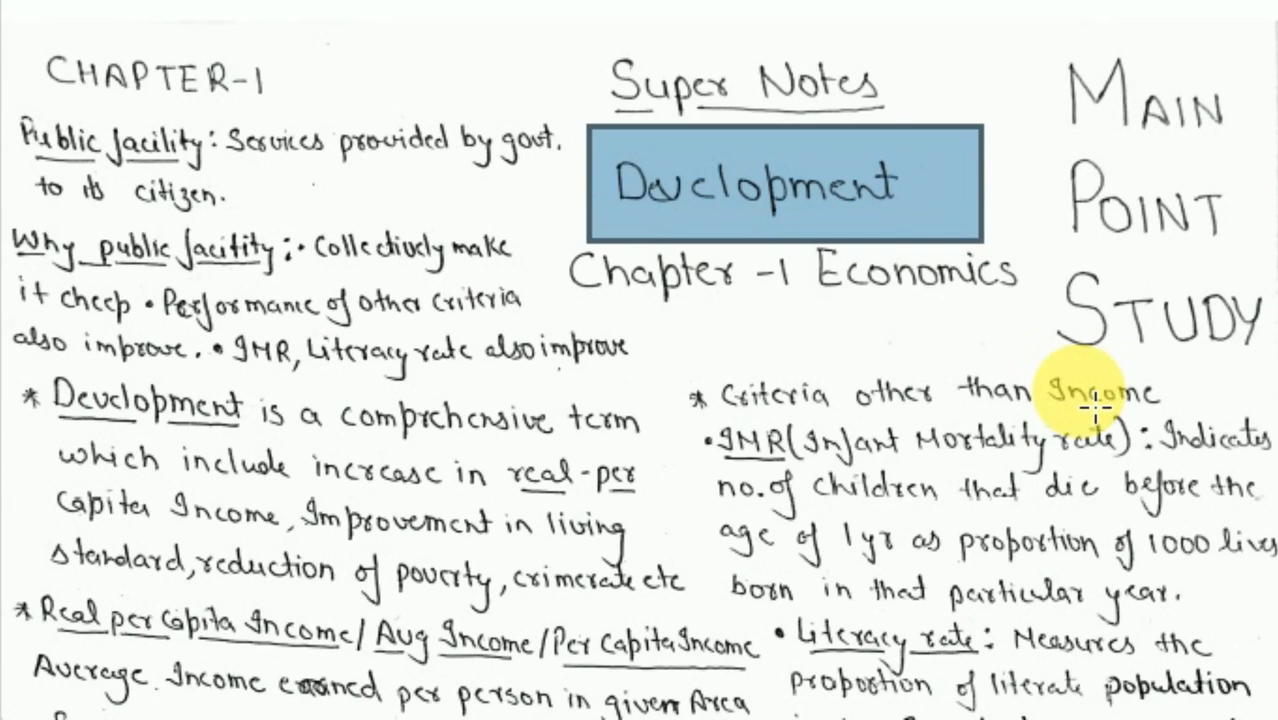 CHAPTER-1
Public facility: Services provided by govt.
to its citizen.
Why public facitity:• Collectively make
it cheep • Performance of other criteria
also improve. • IMR, Literacy rate also improve
* Development is a comprehensive term
which include increase in real-per
capita Income, Improvement in living
standard, reduction of poverty, crimerate etc
* Real per capita Income/Avg Income/Per capita Income
Average Income earned per person in given Area
Super Notes
Development
Chapter -1 Economics
MAIN
POINT
STUDY
* Criteria other than Income
• IMR (Infant Mortality rate): Indicates
no. of children that die before the
age of 1 yr as proportion of 1000 lives
born in that particular year.
• Literacy rate: Measures the
proportion of literate population